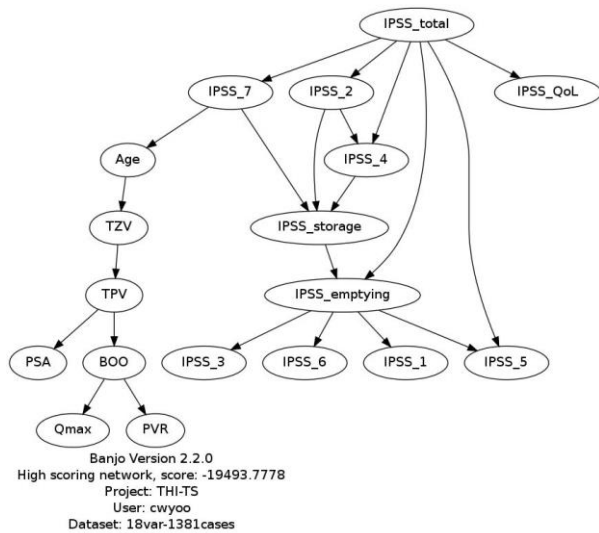 IPSS_total
IPSS_7
IPSS_2
IPSS_QoL
Age
IPSS_4
TZV
IPSS_storage
TPV
IPSS_emptying
PSA
BOO
IPSS_3
IPSS_6
IPSS_1
IPSS_5
Qmax
PVR
Banjo Version 2.2.0
High scoring network, score: -19493.7778
Project: THI-TS
User: cwyoo
Dataset: 18var-1381cases